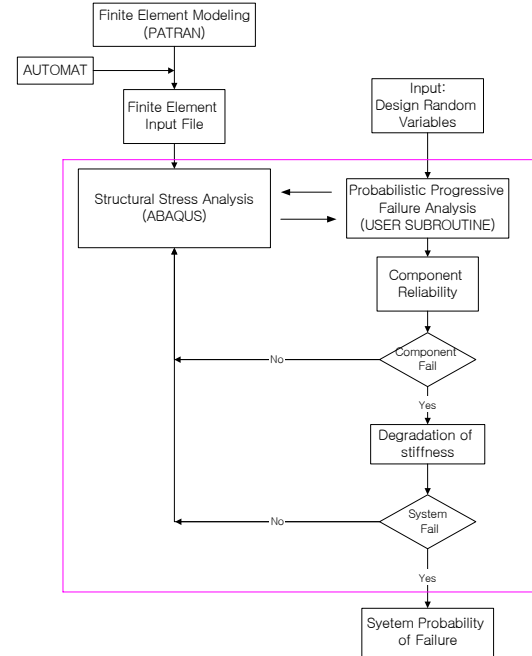 Finite Element Modeling
(PATRAN)
AUTOMAT
Finite Element
Input File
Input:
Design Random
Variables
Structural Stress Analysis
(ABAQUS)
Probabilistic Progressive
Failure Analysis
(USER SUBROUTINE)
Component
Reliability
Component
Fail
No
Yes
Degradation of
stiffness
System
Fail
No
Yes
Syetem Probability
of Failure